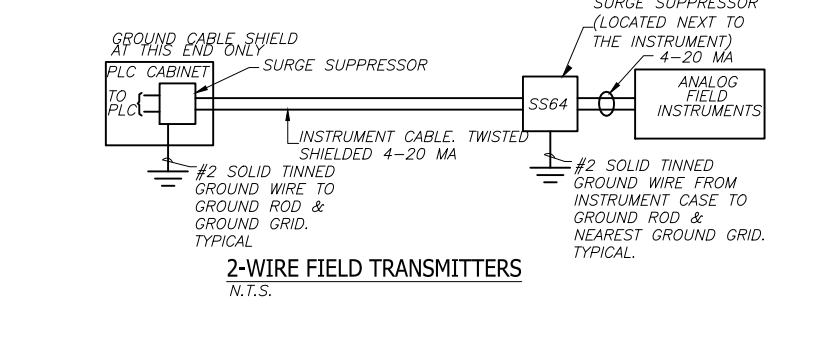 GROUND CABLE SHIELD
AT THIS END ONLY
PLC CABINET
TO
PLC
SURGE SUPPRESSOR
INSTRUMENT CABLE. TWISTED
SHIELDED 4-20 MA
#2 SOLID TINNED
GROUND WIRE TO
GROUND ROD &
GROUND GRID.
TYPICAL
SURGE SUPPRESSOR
(LOCATED NEXT TO
THE INSTRUMENT)
4-20 MA
SS64
ANALOG
FIELD
INSTRUMENTS
#2 SOLID TINNED
GROUND WIRE FROM
INSTRUMENT CASE TO
GROUND ROD &
NEAREST GROUND GRID.
TYPICAL.
2-WIRE FIELD TRANSMITTERS
N.T.S.